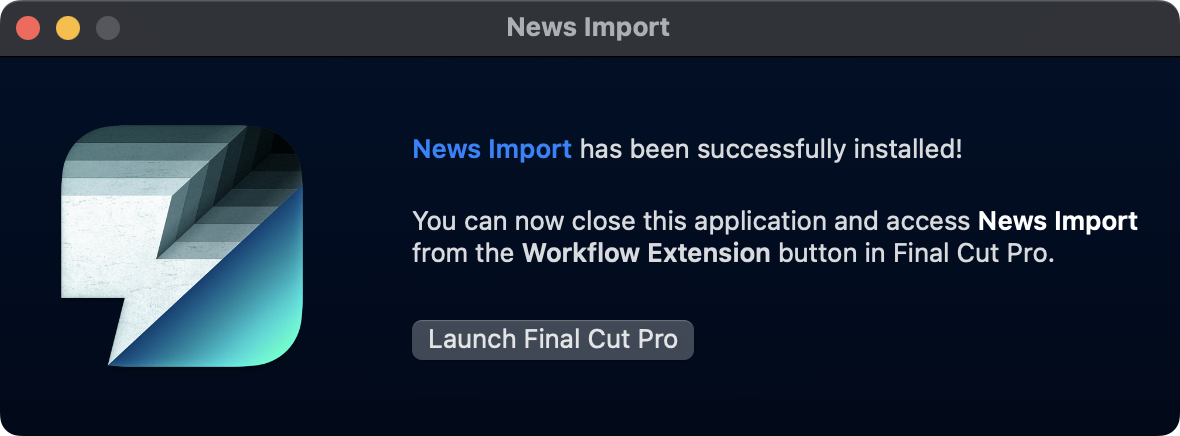 News Import
News Import has been successfully installed!
You can now close this application and access News Import
from the Workflow Extension button in Final Cut Pro.
Launch Final Cut Pro